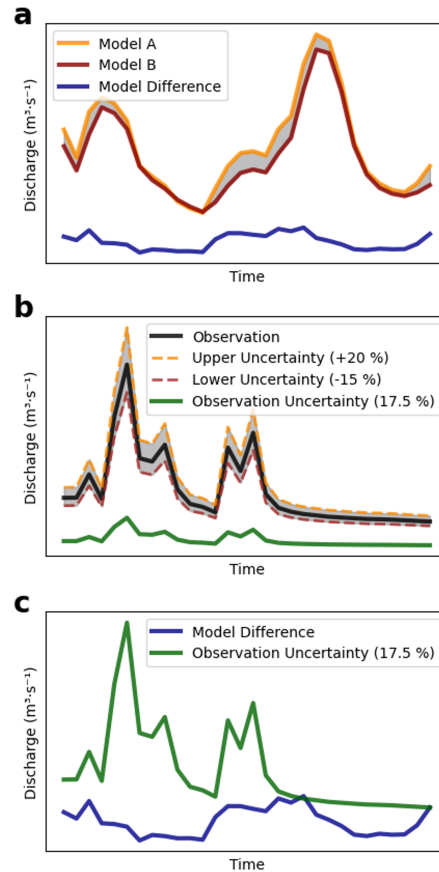 a
Model A
Model B
Model Difference
Discharge (m³·s⁻¹)
Time
b
Observation
Upper Uncertainty (+20 %)
Lower Uncertainty (-15 %)
Observation Uncertainty (17.5 %)
Discharge (m³·s⁻¹)
Time
c
Model Difference
Observation Uncertainty (17.5 %)
Discharge (m³·s⁻¹)
Time